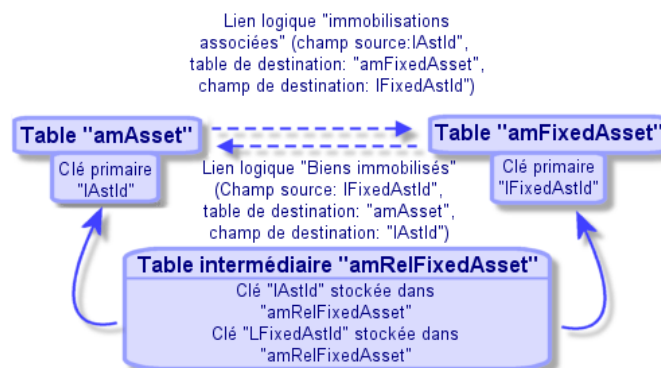 Lien logique "immobilisations
associées" (champ source:lAstId",
table de destination: "amFixedAsset",
champ de destination: lFixedAstId")
Table "amAsset"
Clé primaire
"lAstId"
Table "amFixedAsset"
Clé primaire
"lFixedAstId"
Lien logique "Biens immobilisés"
(Champ source: lFixedAstId",
table de destination: "amAsset",
champ de destination: "lAstId")
Table intermédiaire "amRelFixedAsset"
Clé "lAstId" stockée dans
"amRelFixedAsset"
Clé "LFixedAstId" stockée dans
"amRelFixedAsset"